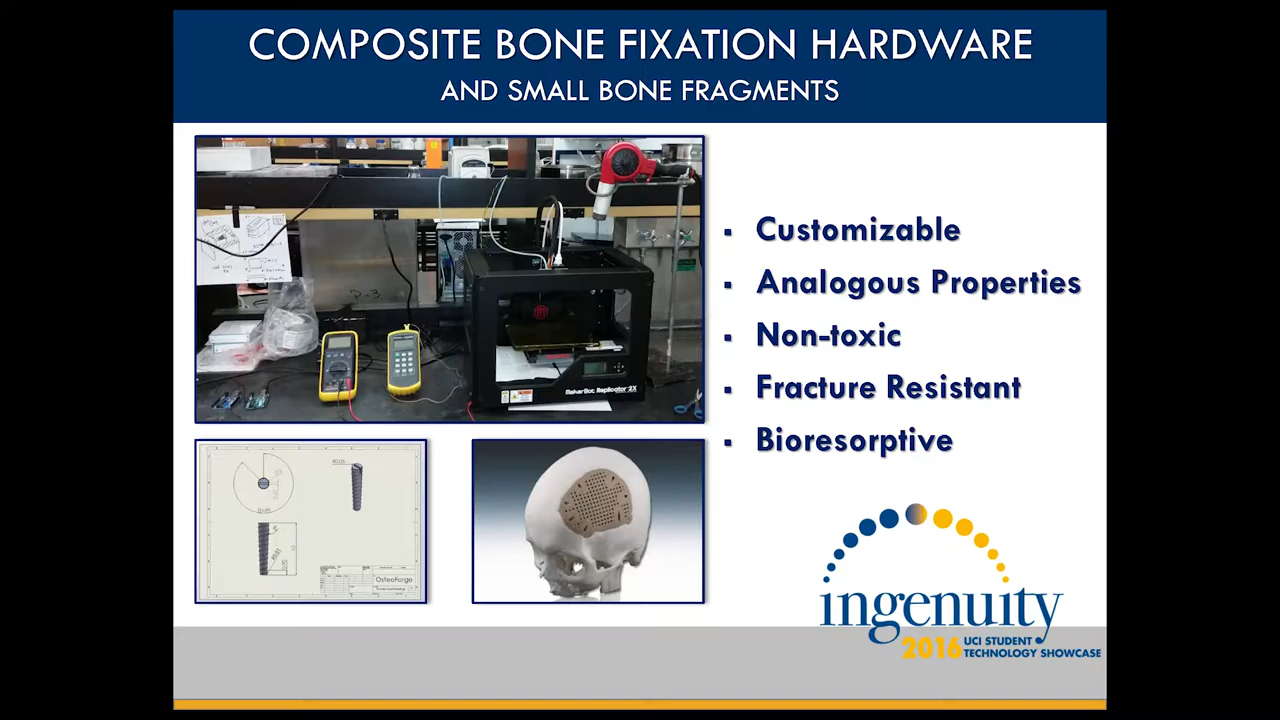 COMPOSITE BONE FIXATION HARDWARE
AND SMALL BONE FRAGMENTS
MakerBot Replicator 2X
OsteoForge
▪ Customizable
▪ Analogous Properties
▪ Non-toxic
▪ Fracture Resistant
▪ Bioresorptive
ingenuity
2016 UCI STUDENT
TECHNOLOGY SHOWCASE